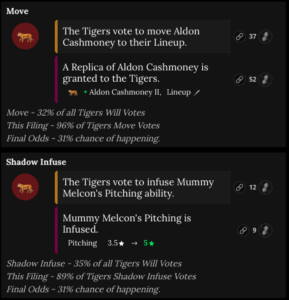 Move
The Tigers vote to move Aldon
Cashmoney to their Lineup.
37
A Replica of Aldon Cashmoney is
granted to the Tigers.
52
+ Aldon Cashmoney II, Lineup
Move - 32% of all Tigers Will Votes
This Filing - 96% of Tigers Move Votes
Final Odds - 31% chance of happening.
Shadow Infuse
The Tigers vote to infuse Mummy
Melcon's Pitching ability.
12
Mummy Melcon's Pitching is
Infused.
9
Pitching 3.5★ → 5★
Shadow Infuse - 35% of all Tigers Will Votes
This Filing - 89% of Tigers Shadow Infuse Votes
Final Odds - 31% chance of happening.